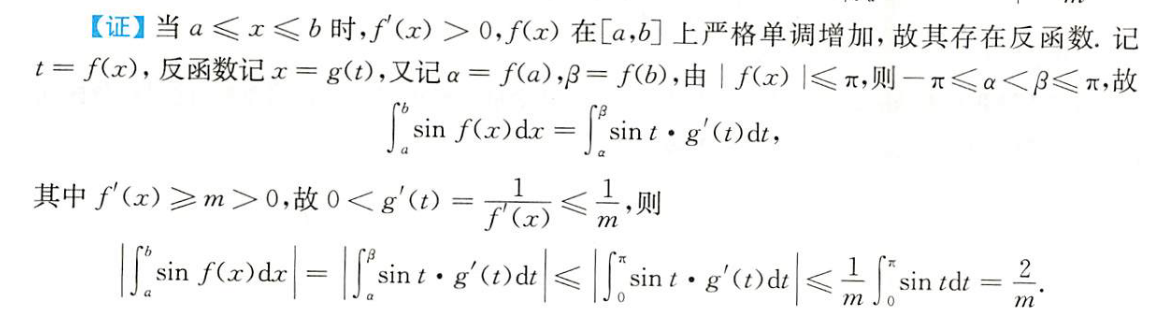 【证】当 a ⩽ x ⩽ b 时, f′(x) > 0, f(x) 在[a,b] 上严格单调增加, 故其存在反函数. 记
t = f(x), 反函数记 x = g(t), 又记 α = f(a), β = f(b), 由 | f(x) |⩽ π, 则 − π ⩽ α < β ⩽ π, 故
∫_a^b sin f(x)dx = ∫_α^β sin t · g′(t)dt,
其中 f′(x) ⩾ m > 0, 故 0 < g′(t) = 1/f′(x) ⩽ 1/m, 则
|∫_a^b sin f(x)dx| = |∫_α^β sin t · g′(t)dt| ⩽ |∫_0^π sin t · g′(t)dt| ⩽ 1/m ∫_0^π sin tdt = 2/m.